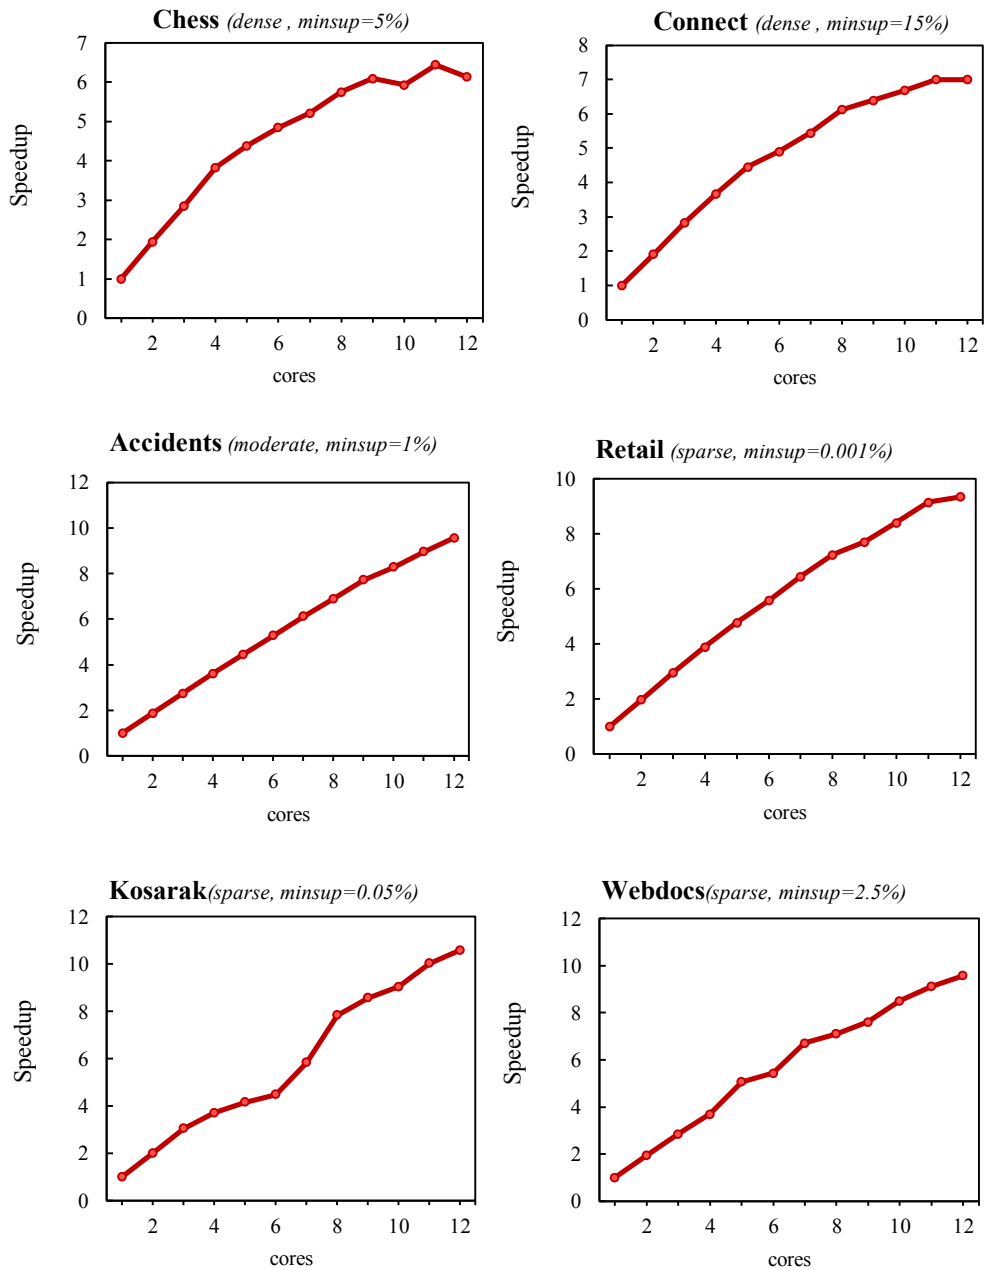 Chess (dense , minsup=5%)
7
6
5
4
3
2
1
0
Speedup
2 4 6 8 10 12
cores
Connect (dense , minsup=15%)
8
7
6
5
4
3
2
1
0
Speedup
2 4 6 8 10 12
cores
Accidents (moderate, minsup=1%)
12
10
8
6
4
2
0
Speedup
2 4 6 8 10 12
cores
Retail (sparse, minsup=0.001%)
10
8
6
4
2
0
Speedup
2 4 6 8 10 12
cores
Kosarak(sparse, minsup=0.05%)
12
10
8
6
4
2
0
Speedup
2 4 6 8 10 12
cores
Webdocs(sparse, minsup=2.5%)
12
10
8
6
4
2
0
Speedup
2 4 6 8 10 12
cores